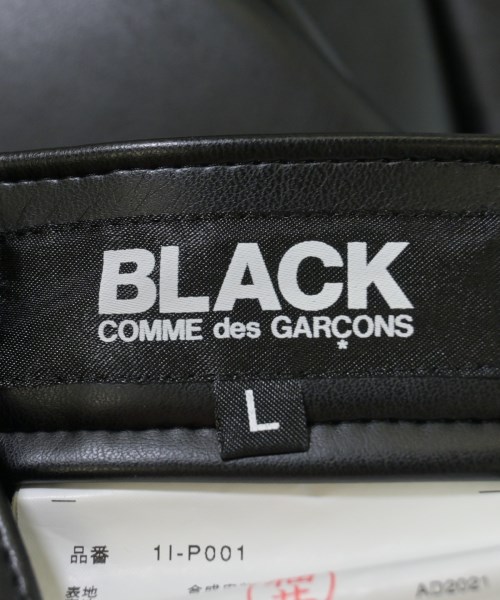 BLACK
COMME des GARÇONS
*
L
品番 1I-P001
表地 AD2021